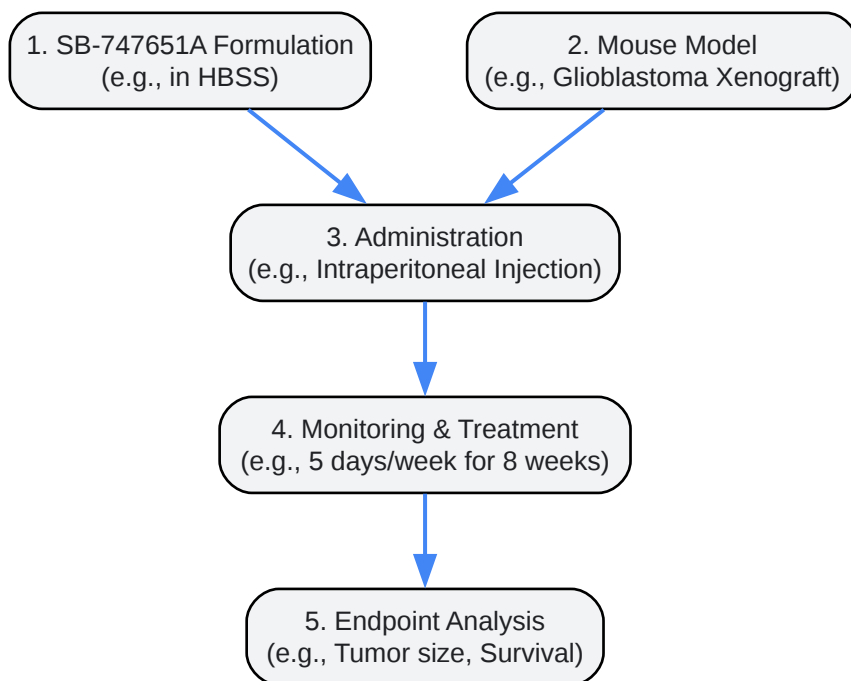 1. SB-747651A Formulation
(e.g., in HBSS)
2. Mouse Model
(e.g., Glioblastoma Xenograft)
3. Administration
(e.g., Intraperitoneal Injection)
4. Monitoring & Treatment
(e.g., 5 days/week for 8 weeks)
5. Endpoint Analysis
(e.g., Tumor size, Survival)